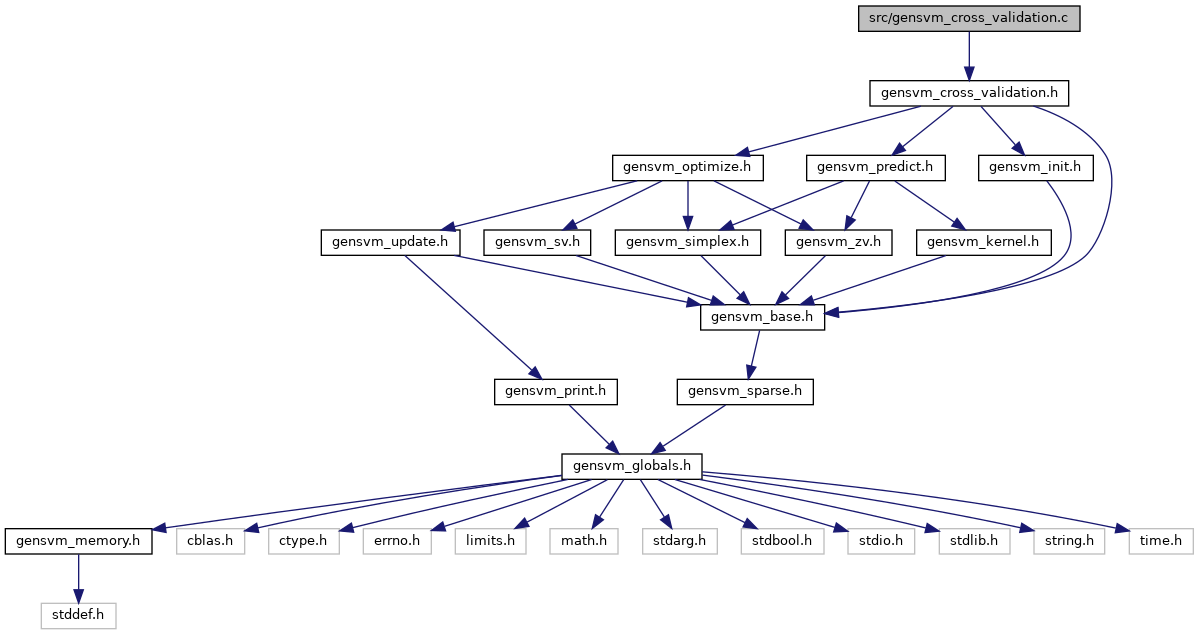 src/gensvm_cross_validation.c
gensvm_cross_validation.h
gensvm_optimize.h
gensvm_predict.h
gensvm_init.h
gensvm_update.h
gensvm_sv.h
gensvm_simplex.h
gensvm_zv.h
gensvm_kernel.h
gensvm_base.h
gensvm_print.h
gensvm_sparse.h
gensvm_globals.h
gensvm_memory.h
cblas.h
ctype.h
errno.h
limits.h
math.h
stdarg.h
stdbool.h
stdio.h
stdlib.h
string.h
time.h
stddef.h